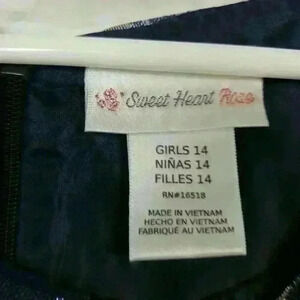 Sweet Heart Rose
GIRLS 14
NIÑAS 14
FILLES 14
RN#16518
MADE IN VIETNAM
HECHO EN VIETNAM
FABRIQUÉ AU VIETNAM